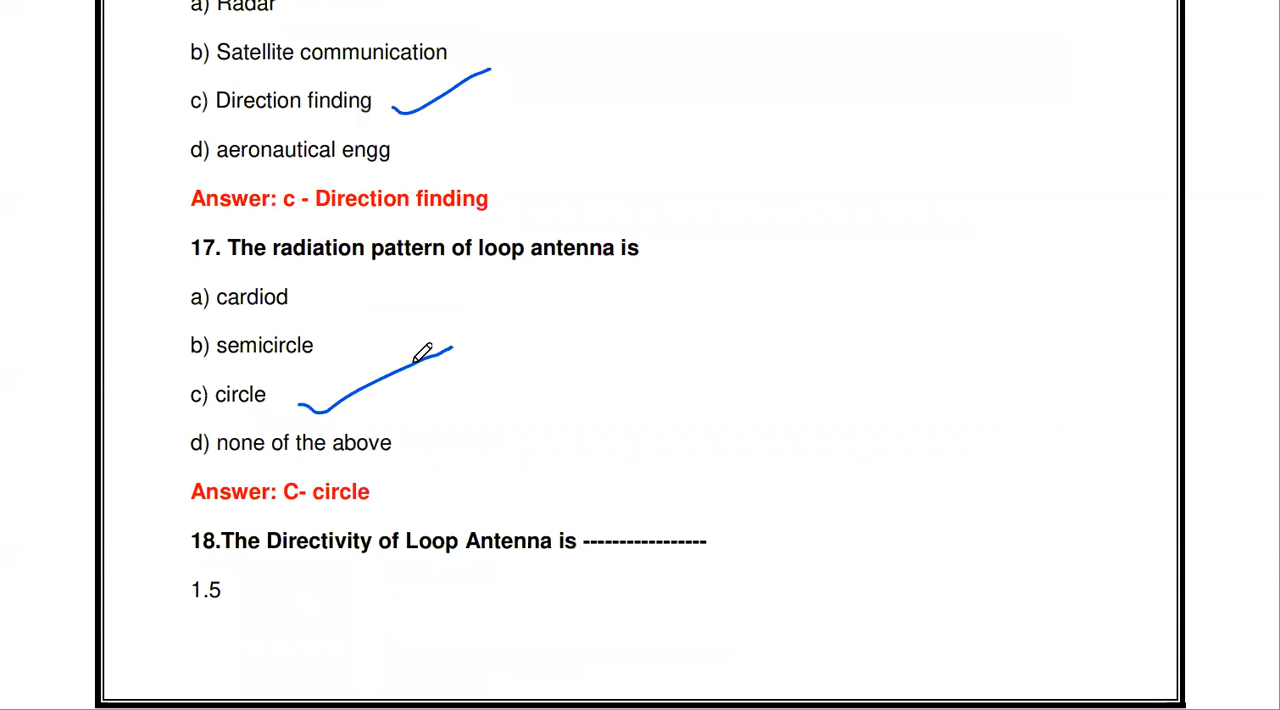 a) Radar
b) Satellite communication
c) Direction finding
d) aeronautical engg
Answer: c - Direction finding
17. The radiation pattern of loop antenna is
a) cardiod
b) semicircle
c) circle
d) none of the above
Answer: C- circle
18.The Directivity of Loop Antenna is -----------------
1.5